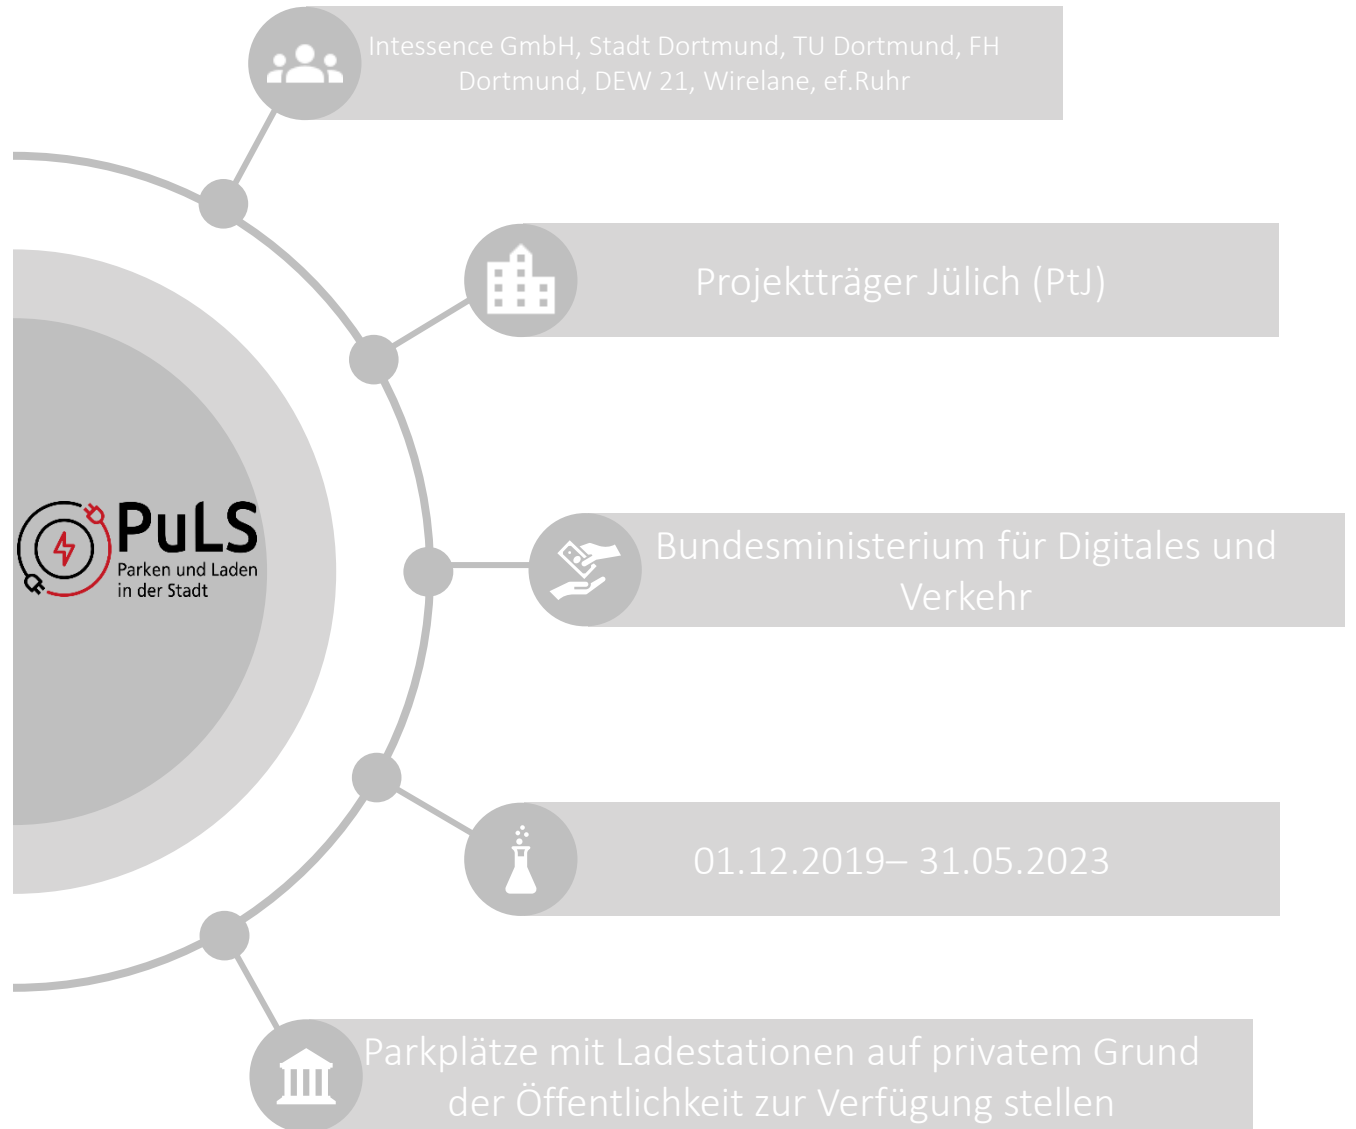 Intessence GmbH, Stadt Dortmund, TU Dortmund, FH
Dortmund, DEW 21, Wirelane, ef.Ruhr
Projektträger Jülich (PtJ)
PuLS
Parken und Laden
in der Stadt
Bundesministerium für Digitales und
Verkehr
01.12.2019– 31.05.2023
Parkplätze mit Ladestationen auf privatem Grund
der Öffentlichkeit zur Verfügung stellen